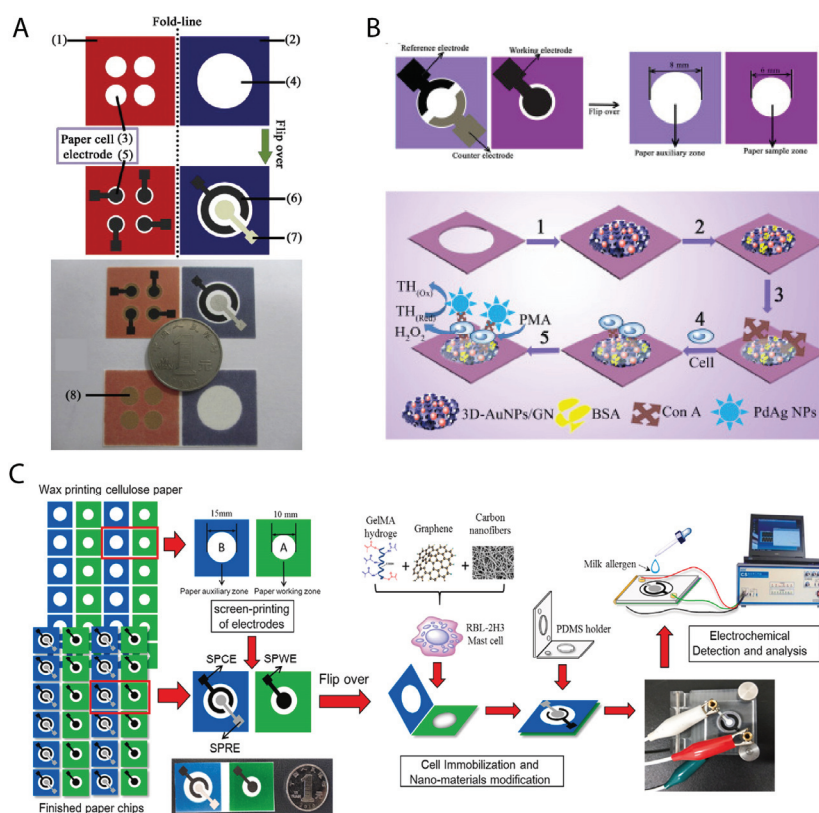 A
Fold-line
(1)
(2)
(4)
Paper cell (3)
electrode (5)
Flip over
(6)
(7)
(8)
B
Reference electrode
Working electrode
Counter electrode
Flip over
8 mm
6 mm
Paper auxiliary zone
Paper sample zone
1
2
3
4
Cell
5
TH(Ox)
TH(Red)
H2O2
PMA
3D-AuNPs/GN
BSA
Con A
PdAg NPs
C
Wax printing cellulose paper
15mm
10 mm
B
A
Paper auxiliary zone
Paper working zone
screen-printing
of electrodes
SPCE
SPWE
SPRE
Flip over
Finished paper chips
GelMA
hydroge
Graphene
Carbon
nanofibers
+
+
RBL-2H3
Mast cell
PDMS holder
Cell Immobilization and
Nano-materials modification
Milk allergen
Electrochemical
Detection and analysis